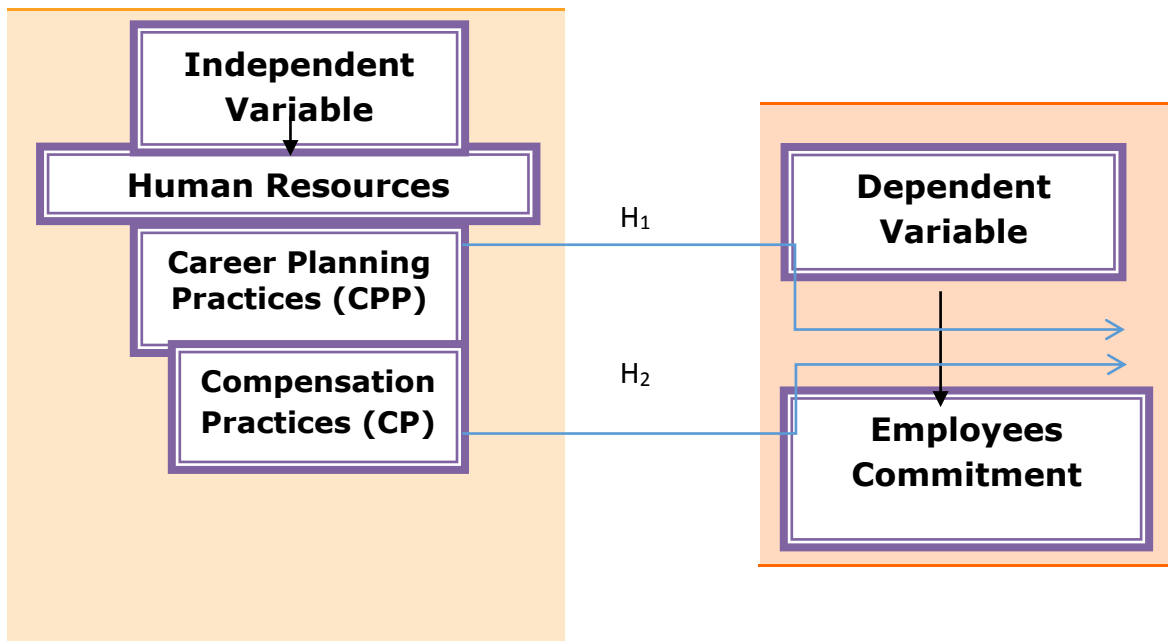 Independent
Variable
Human Resources
Career Planning
Practices (CPP)
Compensation
Practices (CP)
H₁
H₂
Dependent
Variable
Employees
Commitment